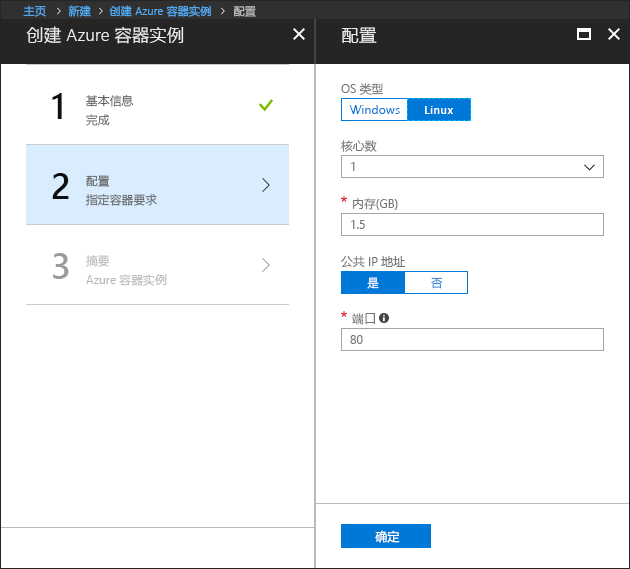 主页 > 新建 > 创建 Azure 容器实例 > 配置
创建 Azure 容器实例
1
基本信息
完成
2
配置
指定容器要求
3
摘要
Azure 容器实例
配置
OS 类型
Windows Linux
核心数
1
* 内存(GB)
1.5
公共 IP 地址
是 否
* 端口
80
确定